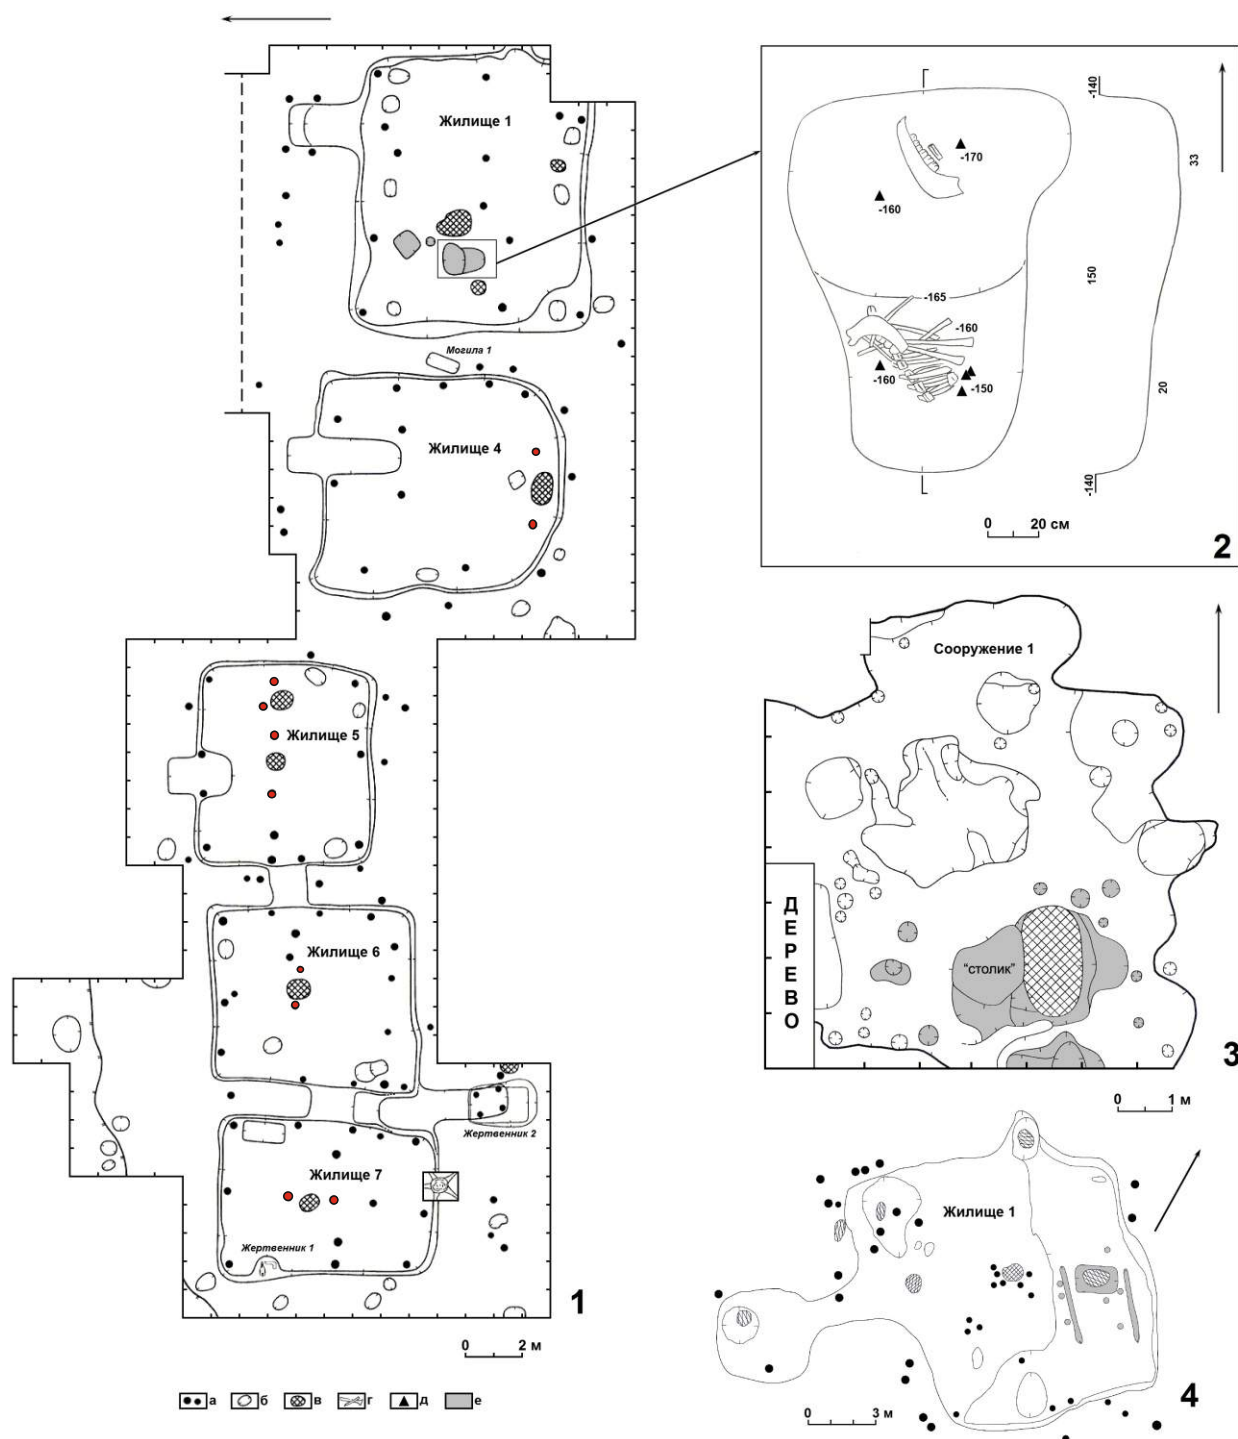 Жилище 1
Могила 1
Жилище 4
Жилище 5
Жилище 6
Жертвенник 2
Жилище 7
Жертвенник 1
1
0 2 м
а б в г д е
Г
-140
-170
33
-160
150
-165
-160
-160
-150
20
Г
-140
0 20 см
2
Сооружение 1
ДЕРЕВО
"СТОЛИК"
3
0 1 м
Жилище 1
4
0 3 м